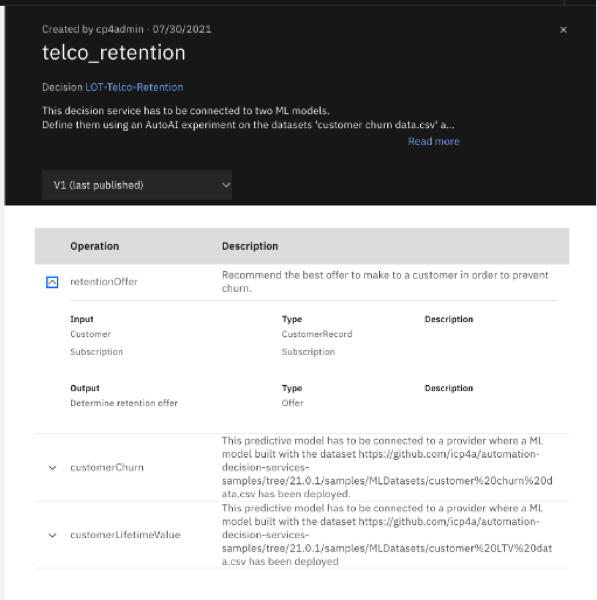 Created by cp4admin - 07/30/2021
telco_retention
Decision LOT-Telco-Retention
This decision service has to be connected to two ML models.
Define them using an AutoAI experiment on the datasets 'customer churn data.csv' a...
Read more
V1 (last published)
Operation Description
retentionOffer Recommend the best offer to make to a customer in order to prevent
churn.
Input Type Description
Customer CustomerRecord
Subscription Subscription
Output Type Description
Determine retention offer Offer
This predictive model has to be connected to a provider where a ML
model built with the dataset https://github.com/icp4a/automation-
customerChurn decision-services-
samples/tree/21.0.1/samples/MLDatasets/customer%20churn%20d
ata.csv has been deployed.
This predictive model has to be connected to a provider where a ML
model built with the dataset https://github.com/icp4a/automation-
customerLifetimeValue decision-services-
samples/tree/21.0.1/samples/MLDatasets/customer%20LTV%20dat
a.csv has been deployed